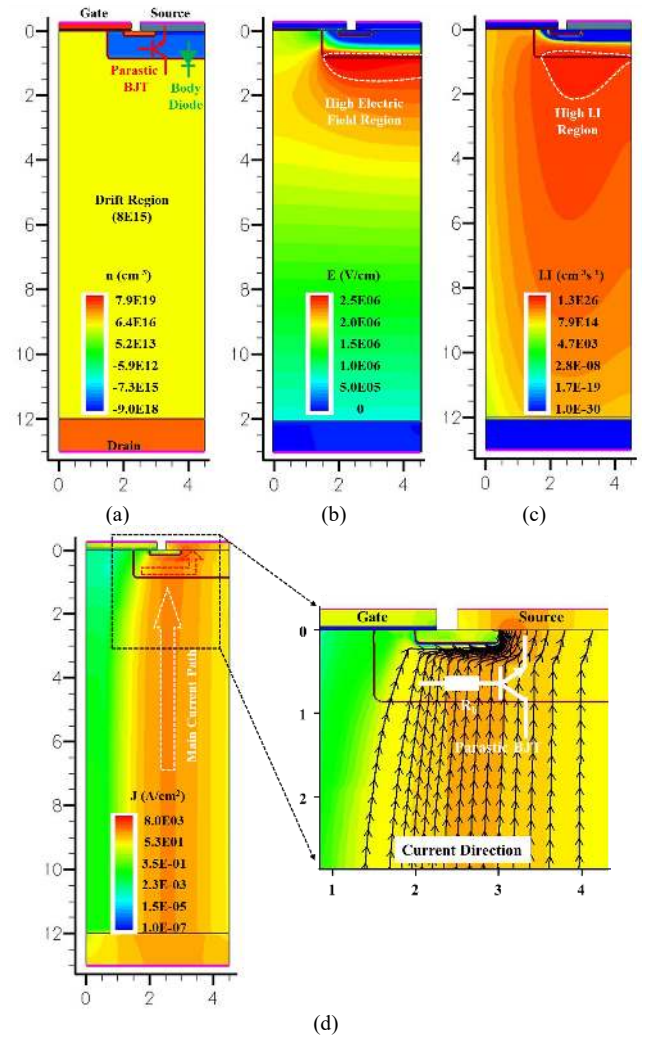 Gate Source
0
Parastic
BJT
Body
Diode
2
4
Drift Region
(8E15)
6
n (cm⁻³)
8
7.9E19
6.4E16
5.2E13
-5.9E12
-7.3E15
-9.0E18
10
12
Drain
0 2 4
(a)
0
High Electric
Field Region
2
4
6
E (V/cm)
8
2.5E06
2.0E06
1.5E06
1.0E06
5.0E05
0
10
12
0 2 4
(b)
0
High LI
Region
2
4
6
LI (cm⁻³s⁻¹)
8
1.3E26
7.9E14
4.7E03
2.8E-08
1.7E-19
1.0E-30
10
12
0 2 4
(c)
0
2
4
Main Current Path
6
J (A/cm²)
8
8.0E03
5.3E01
3.5E-01
2.3E-03
1.5E-05
1.0E-07
10
12
0 2 4
Gate Source
0
1
Parastic BJT
2
Current Direction
1 2 3 4
(d)